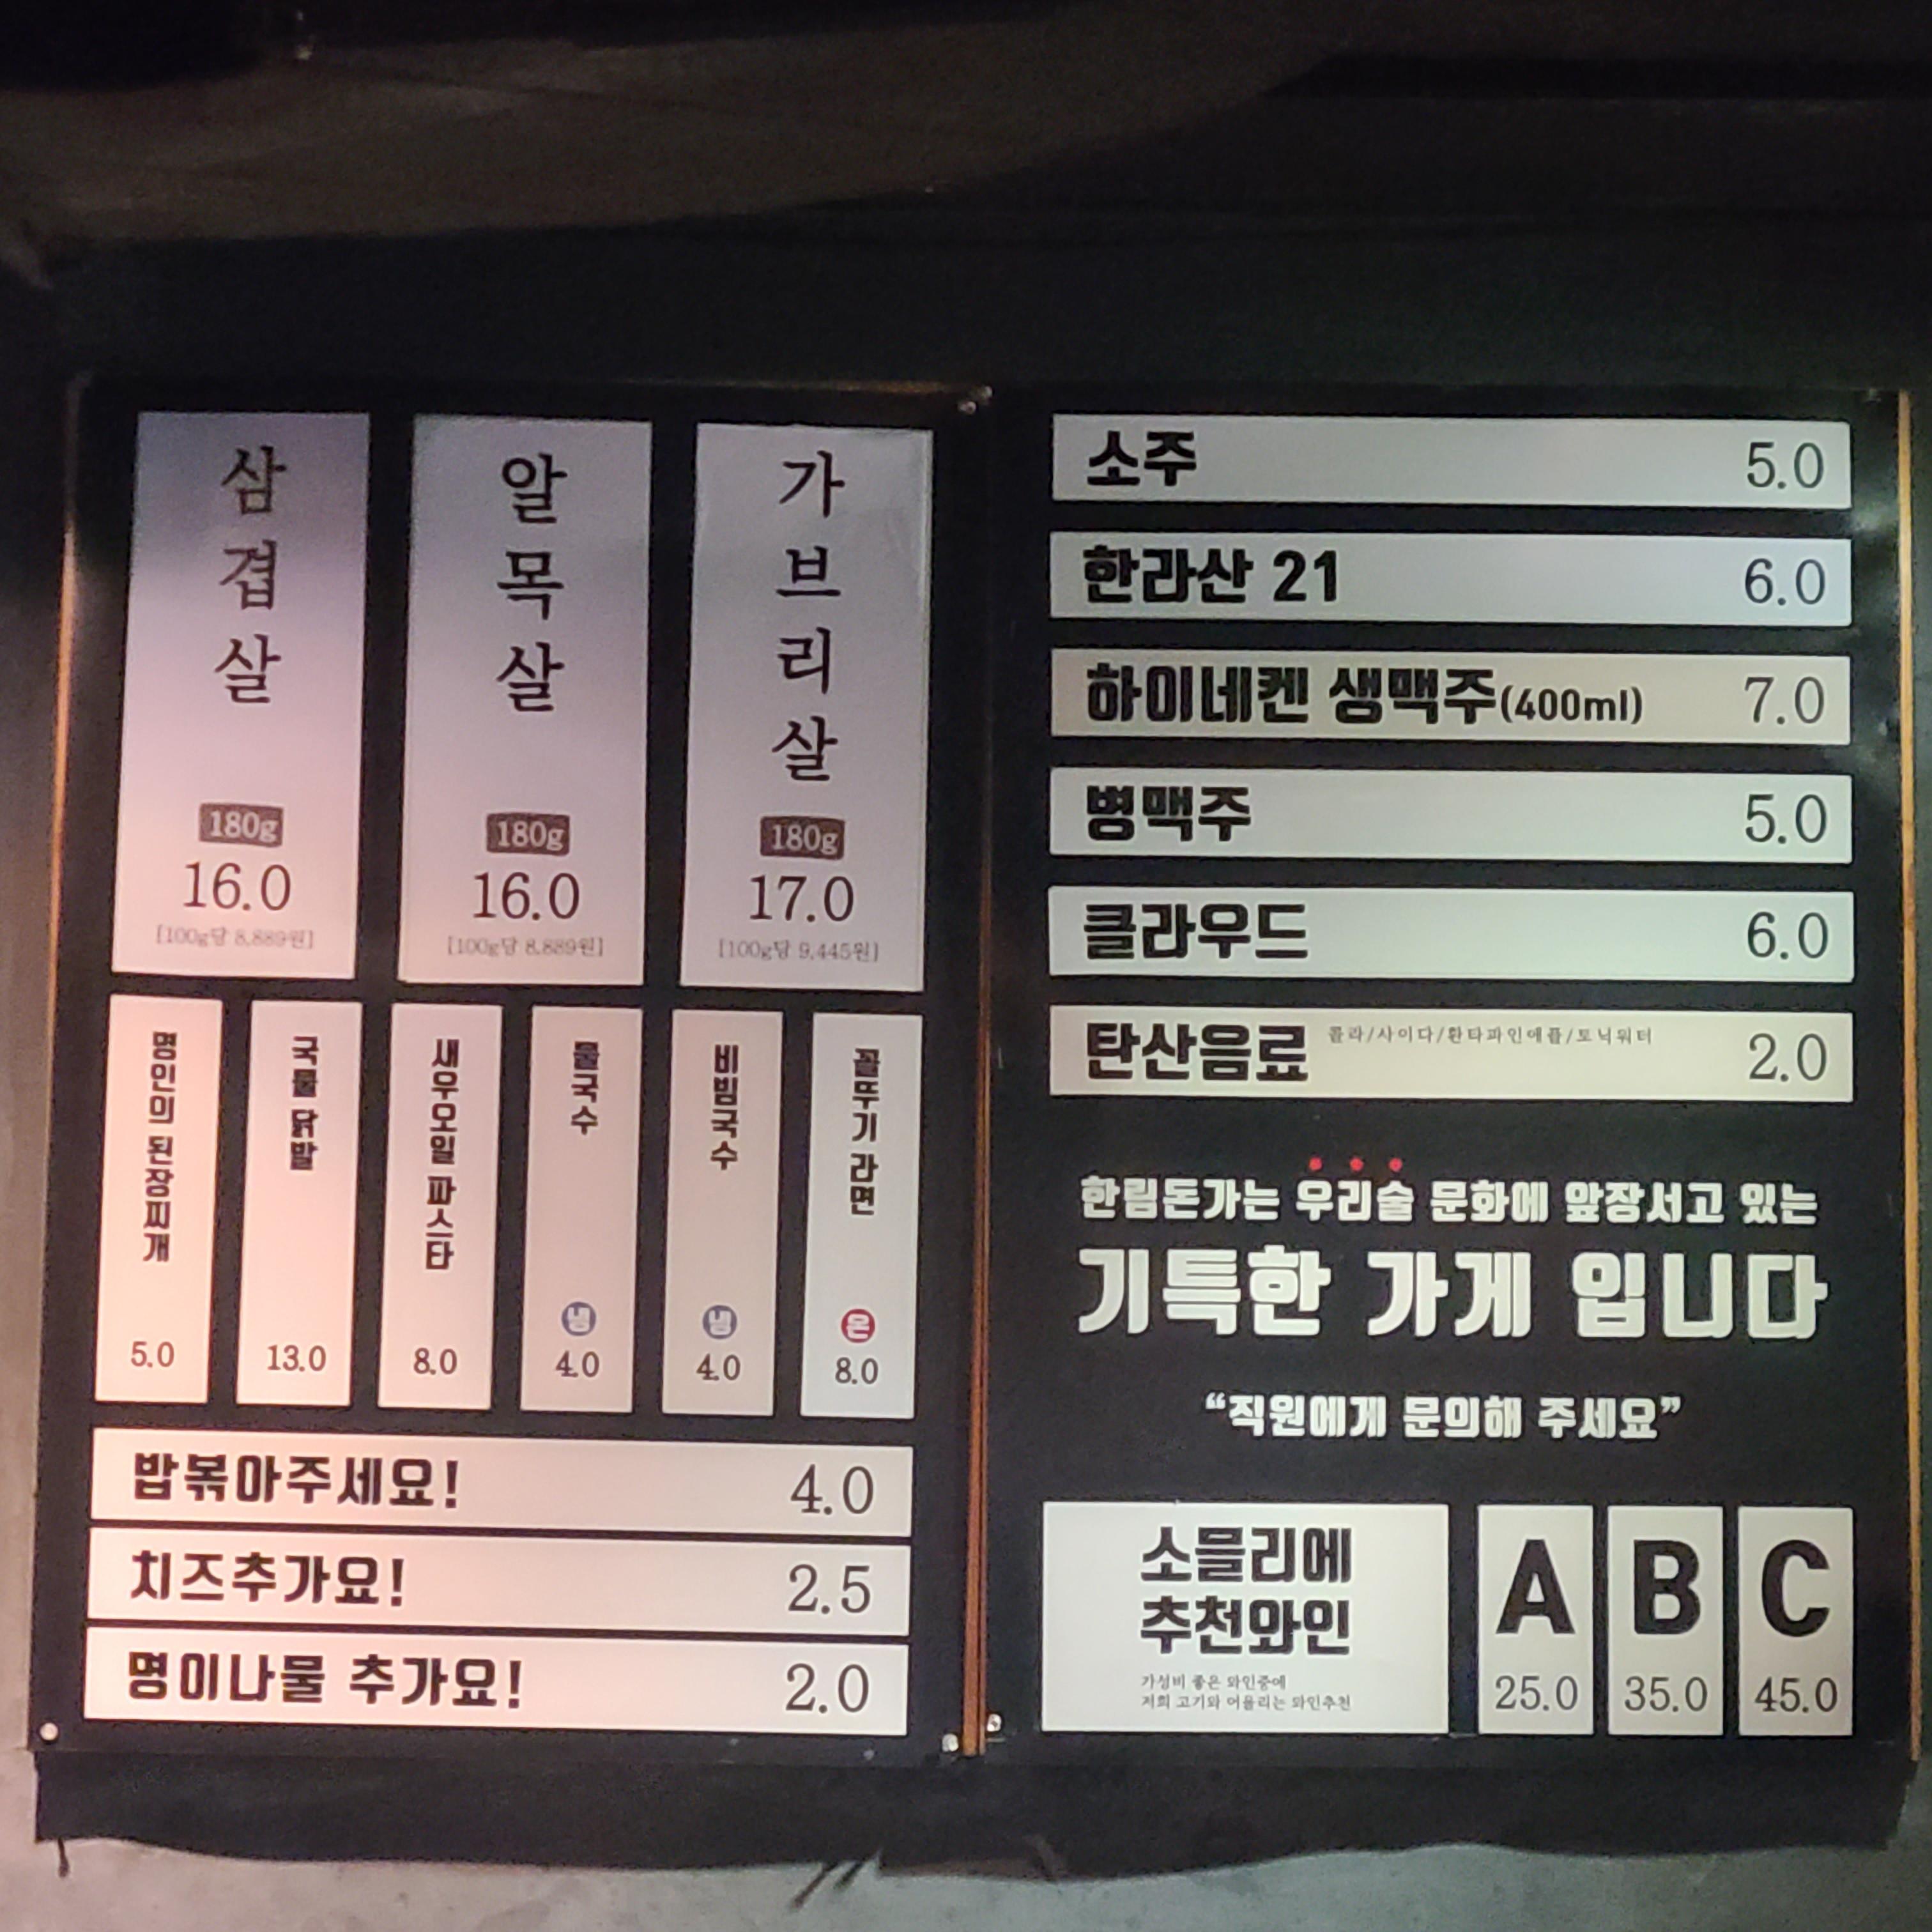 삼겹살
180g
16.0
[100g당 8,889원]
알목살
180g
16.0
[100g당 8,889원]
가브리살
180g
17.0
[100g당 9,445원]
명인의 된장찌개
5.0
국물 닭발
13.0
새우오일 파스타
8.0
물국수
냉
4.0
비빔국수
냉
4.0
꼴뚜기 라면
온
8.0
밥볶아주세요! 4.0
치즈추가요! 2.5
명이나물 추가요! 2.0
소주 5.0
한라산 21 6.0
하이네켄 생맥주(400ml) 7.0
병맥주 5.0
클라우드 6.0
탄산음료 콜라/사이다/환타파인애플/토닉워터 2.0
한림돈가는 우리술 문화에 앞장서고 있는
기특한 가게 입니다
“직원에게 문의해 주세요”
소믈리에
추천와인
가성비 좋은 와인중에
저희 고기와 어울리는 와인추천
A
25.0
B
35.0
C
45.0